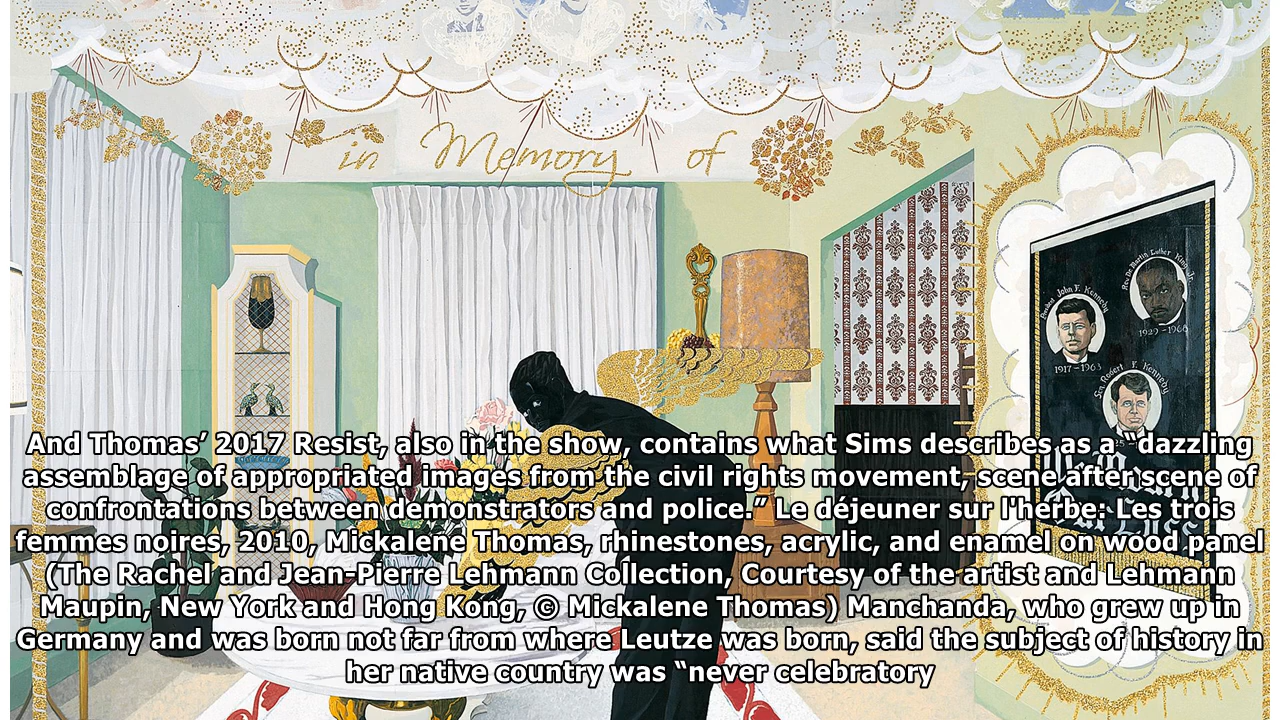 in Memory of
President John F. Kennedy
1917-1963
Rev. Dr. Martin Luther King Jr.
1929-1968
Sen. Robert F. Kennedy
And Thomas’ 2017 Resist, also in the show, contains what Sims describes as a “dazzling
assemblage of appropriated images from the civil rights movement, scene after scene of
confrontations between demonstrators and police.” Le déjeuner sur l'herbe: Les trois
femmes noires, 2010, Mickalene Thomas, rhinestones, acrylic, and enamel on wood panel
(The Rachel and Jean-Pierre Lehmann Collection, Courtesy of the artist and Lehmann
Maupin, New York and Hong Kong, © Mickalene Thomas) Manchanda, who grew up in
Germany and was born not far from where Leutze was born, said the subject of history in
her native country was “never celebratory